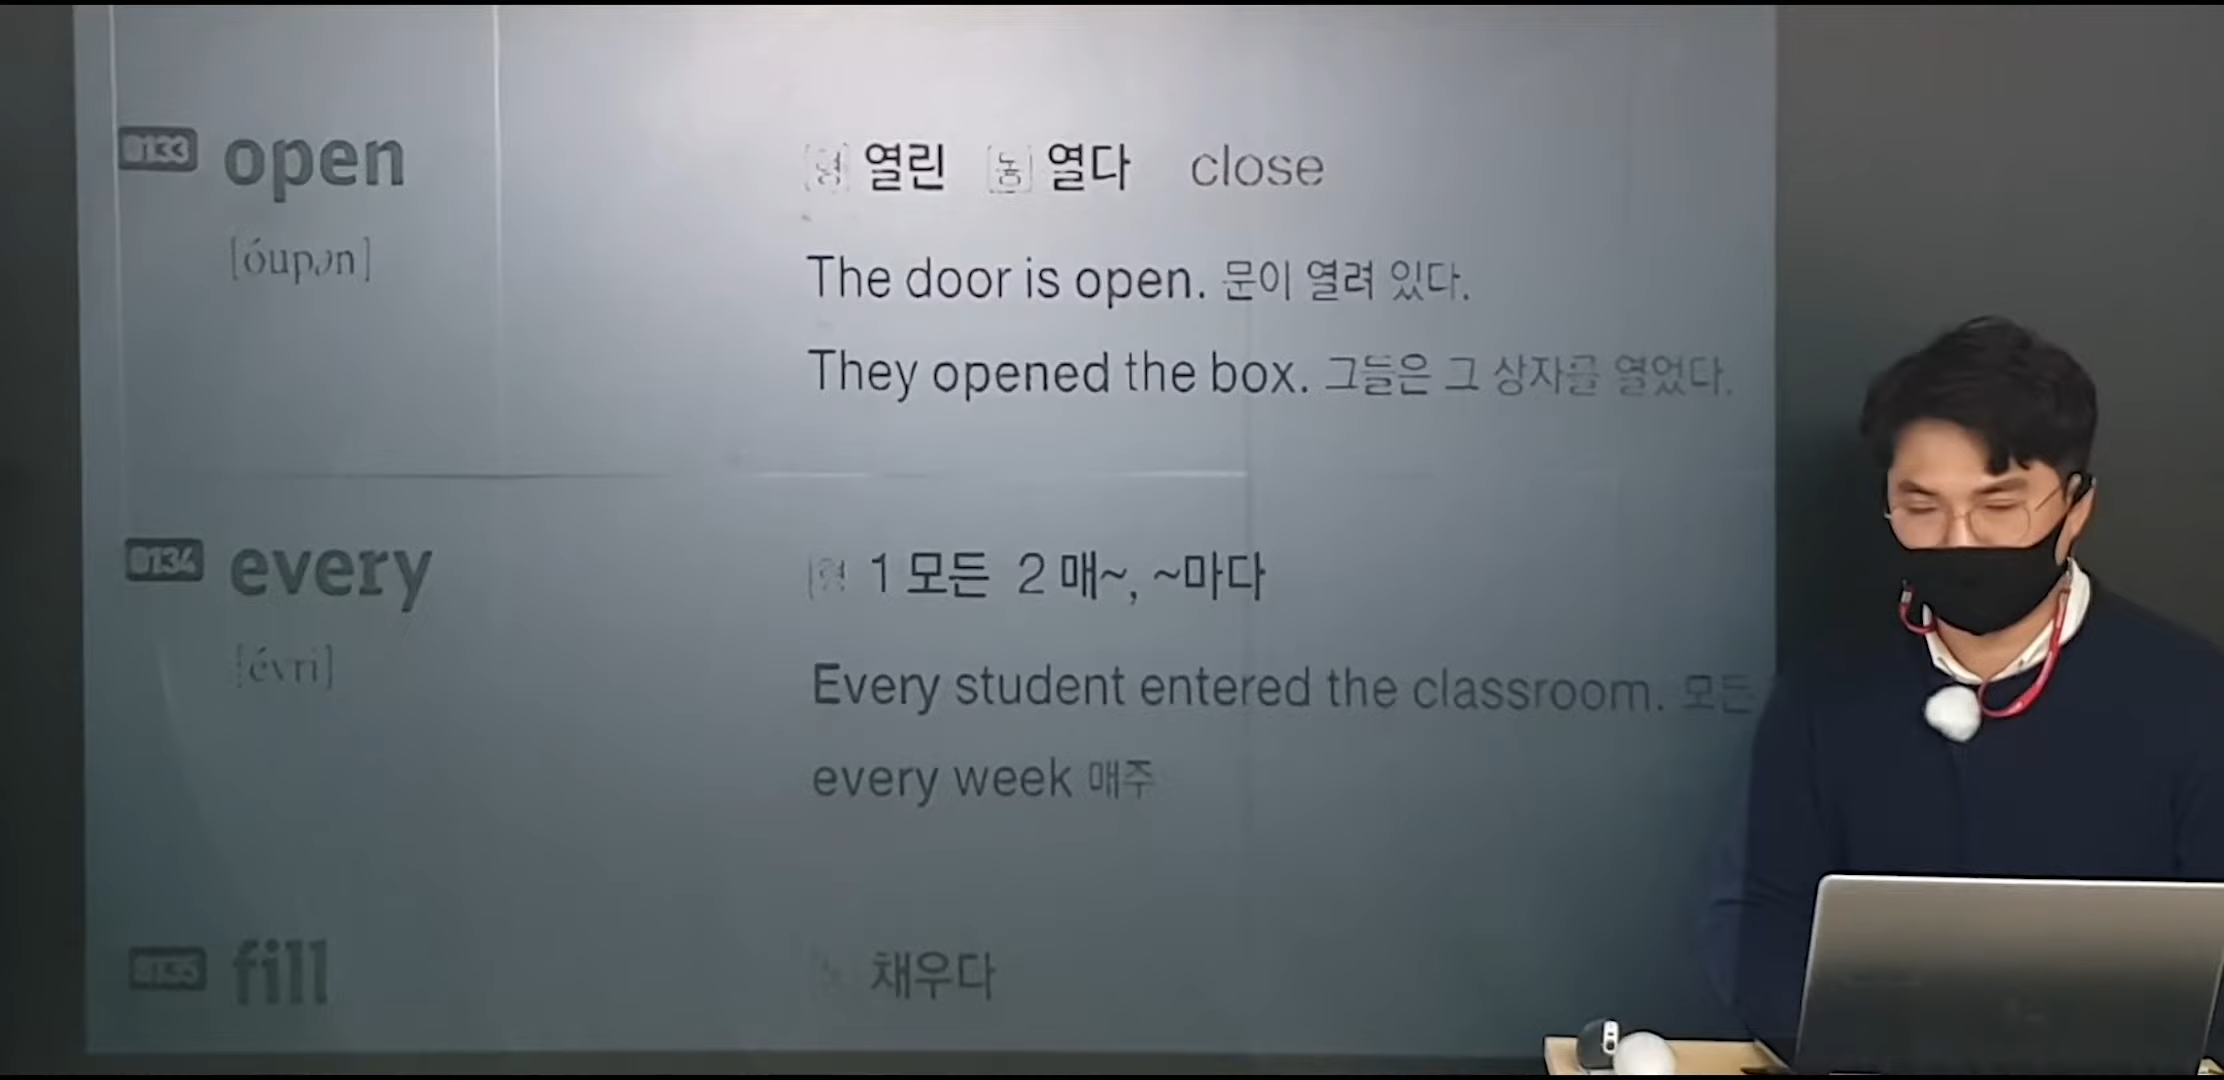 0133 open 형 열린 동 열다 close
[óupən]
The door is open. 문이 열려 있다.
They opened the box. 그들은 그 상자를 열었다.
0134 every 형 1 모든 2 매~, ~마다
[évri]
Every student entered the classroom. 모든
every week 매주
0135 fill 채우다